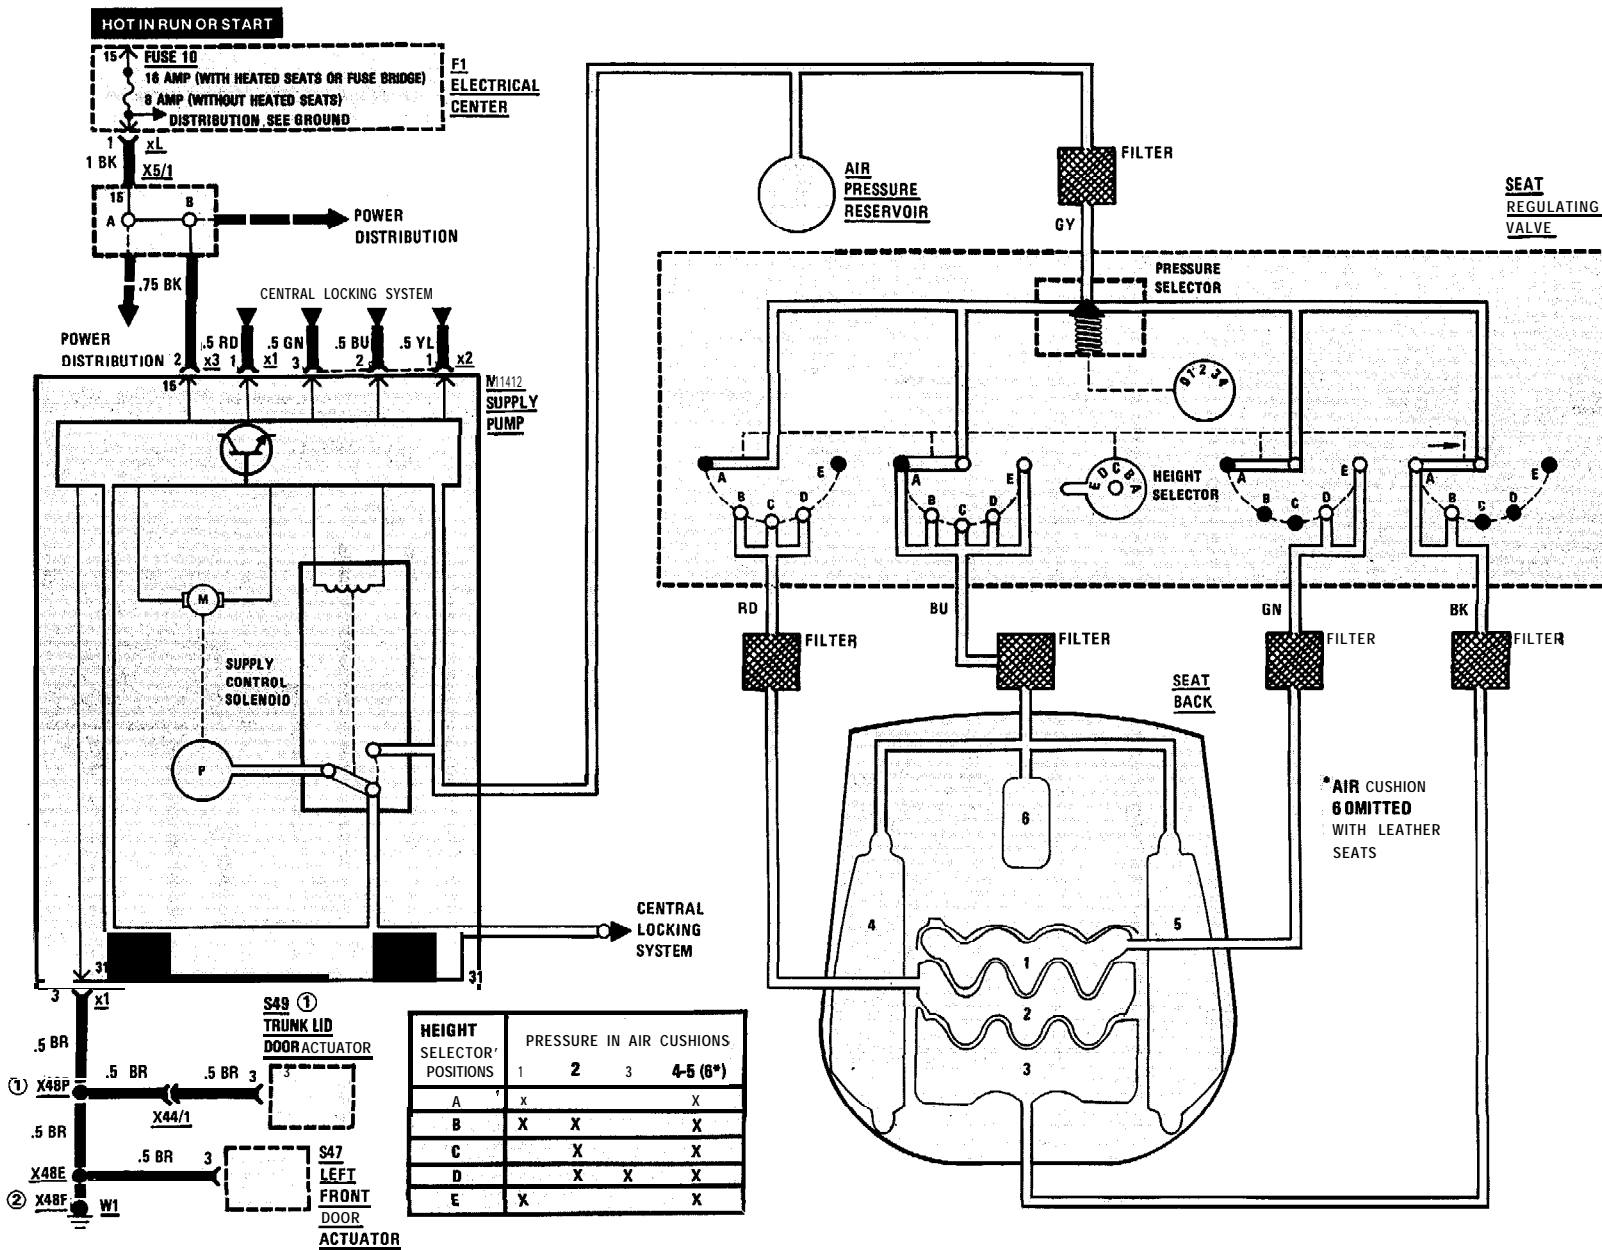 HOT IN RUN OR START
15
FUSE 10
16 AMP (WITH HEATED SEATS OR FUSE BRIDGE)
8 AMP (WITHOUT HEATED SEATS)
DISTRIBUTION, SEE GROUND
F1
ELECTRICAL
CENTER
1
xL
1 BK
X5/1
15
A
B
POWER
DISTRIBUTION
.75 BK
CENTRAL LOCKING SYSTEM
POWER
DISTRIBUTION
2
x3
.5 RD
1
x1
.5 GN
3
.5 BU
2
.5 YL
1
x2
15
M11412
SUPPLY
PUMP
M
SUPPLY
CONTROL
SOLENOID
P
CENTRAL
LOCKING
SYSTEM
31
31
3
x1
.5 BR
1 X48P
.5 BR
.5 BR
3
3
X44/1
S49 1
TRUNK LID
DOOR ACTUATOR
.5 BR
X48E
.5 BR
3
S47
LEFT
FRONT
DOOR
ACTUATOR
2 X48F
W1
AIR
PRESSURE
RESERVOIR
FILTER
GY
SEAT
REGULATING
VALVE
PRESSURE
SELECTOR
0 1 2 3 4
A
B
C
D
E
A
B
C
D
E
E D C B A
HEIGHT
SELECTOR
A
B
C
D
E
A
B
C
D
E
RD
BU
GN
BK
FILTER
FILTER
FILTER
FILTER
SEAT
BACK
6
4
5
1
2
3
*AIR CUSHION
6 OMITTED
WITH LEATHER
SEATS
HEIGHT
SELECTOR'
POSITIONS
PRESSURE IN AIR CUSHIONS
1 2 3 4-5 (6*)
A x X
B X X X
C X X
D X X X
E X X